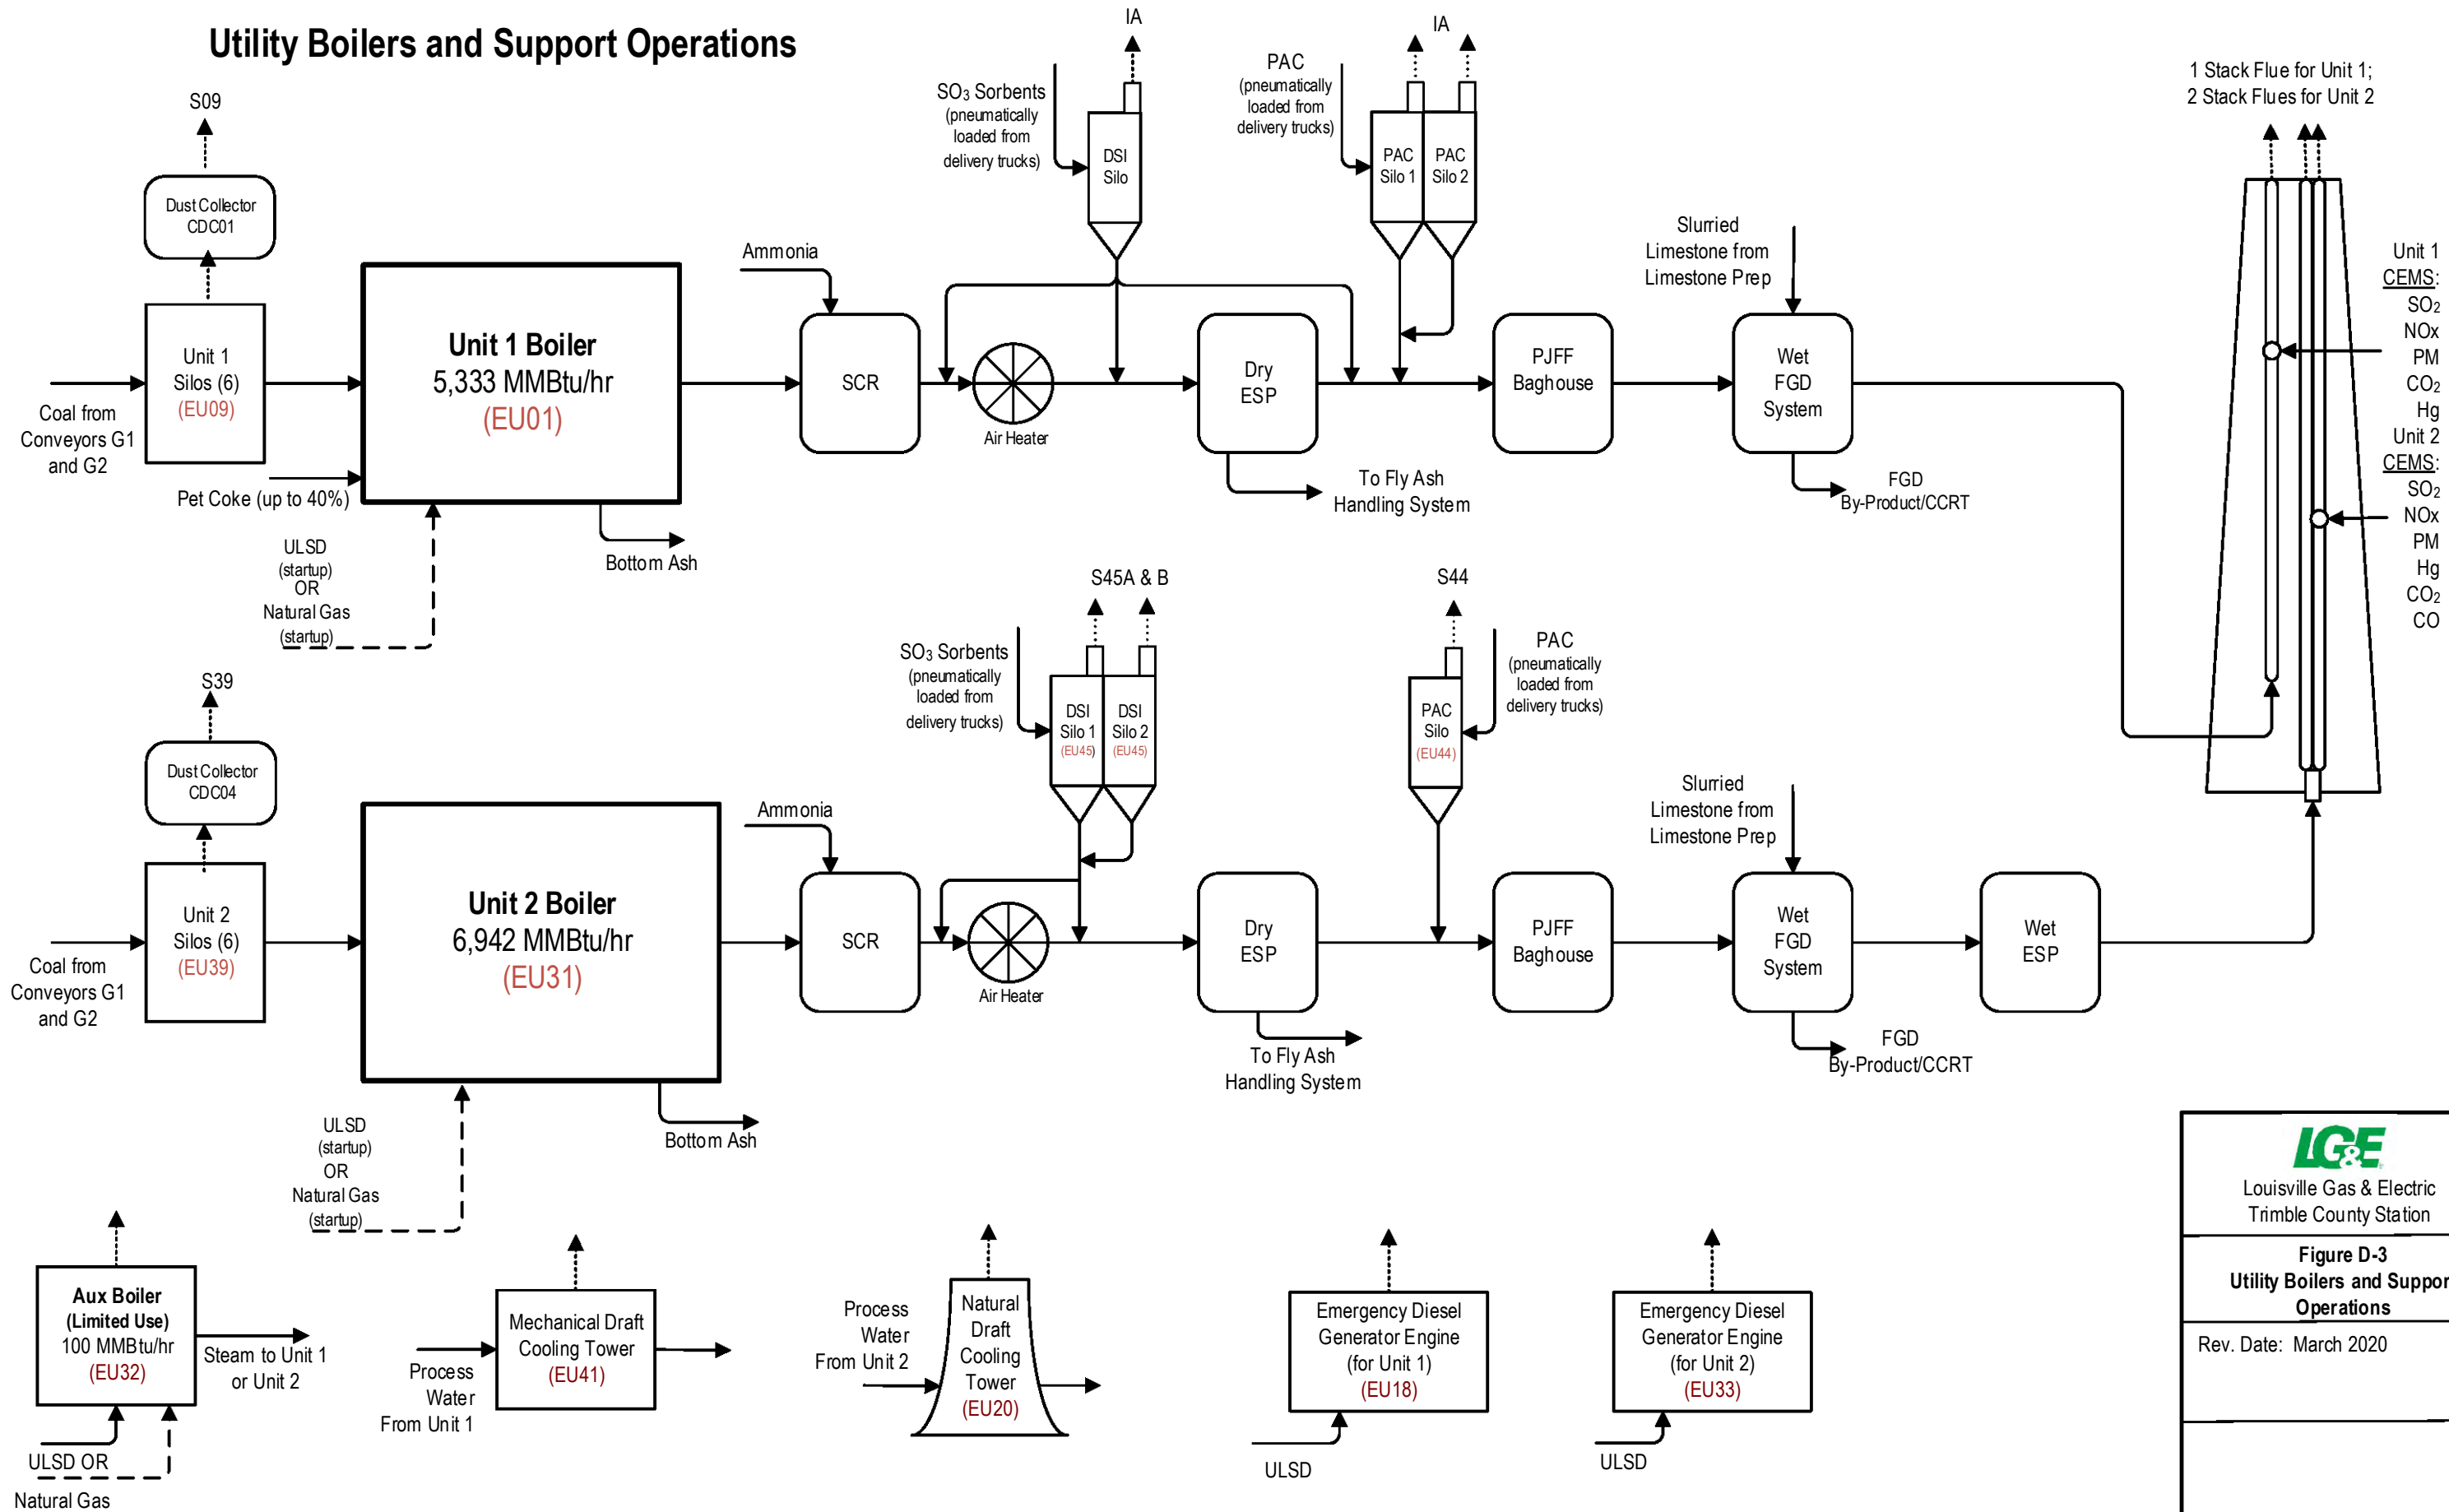 Utility Boilers and Support Operations
S09
Dust Collector
CDC01
Unit 1
Silos (6)
(EU09)
Coal from
Conveyors G1
and G2
Pet Coke (up to 40%)
Unit 1 Boiler
5,333 MMBtu/hr
(EU01)
ULSD
(startup)
OR
Natural Gas
(startup)
Bottom Ash
Ammonia
SCR
Air Heater
SO3 Sorbents
(pneumatically
loaded from
delivery trucks)
IA
DSI
Silo
Dry
ESP
To Fly Ash
Handling System
PAC
(pneumatically
loaded from
delivery trucks)
IA
PAC
Silo 1
PAC
Silo 2
PJFF
Baghouse
Slurried
Limestone from
Limestone Prep
Wet
FGD
System
FGD
By-Product/CCRT
1 Stack Flue for Unit 1;
2 Stack Flues for Unit 2
Unit 1
CEMS:
SO2
NOx
PM
CO2
Hg
Unit 2
CEMS:
SO2
NOx
PM
Hg
CO2
CO
S39
Dust Collector
CDC04
Unit 2
Silos (6)
(EU39)
Coal from
Conveyors G1
and G2
Unit 2 Boiler
6,942 MMBtu/hr
(EU31)
ULSD
(startup)
OR
Natural Gas
(startup)
Bottom Ash
Ammonia
SCR
Air Heater
SO3 Sorbents
(pneumatically
loaded from
delivery trucks)
S45A & B
DSI
Silo 1
(EU45)
DSI
Silo 2
(EU45)
Dry
ESP
To Fly Ash
Handling System
S44
PAC
Silo
(EU44)
PAC
(pneumatically
loaded from
delivery trucks)
PJFF
Baghouse
Slurried
Limestone from
Limestone Prep
Wet
FGD
System
FGD
By-Product/CCRT
Wet
ESP
Aux Boiler
(Limited Use)
100 MMBtu/hr
(EU32)
Steam to Unit 1
or Unit 2
ULSD OR
Natural Gas
Mechanical Draft
Cooling Tower
(EU41)
Process
Water
From Unit 1
Process
Water
From Unit 2
Natural
Draft
Cooling
Tower
(EU20)
Emergency Diesel
Generator Engine
(for Unit 1)
(EU18)
ULSD
Emergency Diesel
Generator Engine
(for Unit 2)
(EU33)
ULSD
LG&E
Louisville Gas & Electric
Trimble County Station
Figure D-3
Utility Boilers and Suppor
Operations
Rev. Date: March 2020